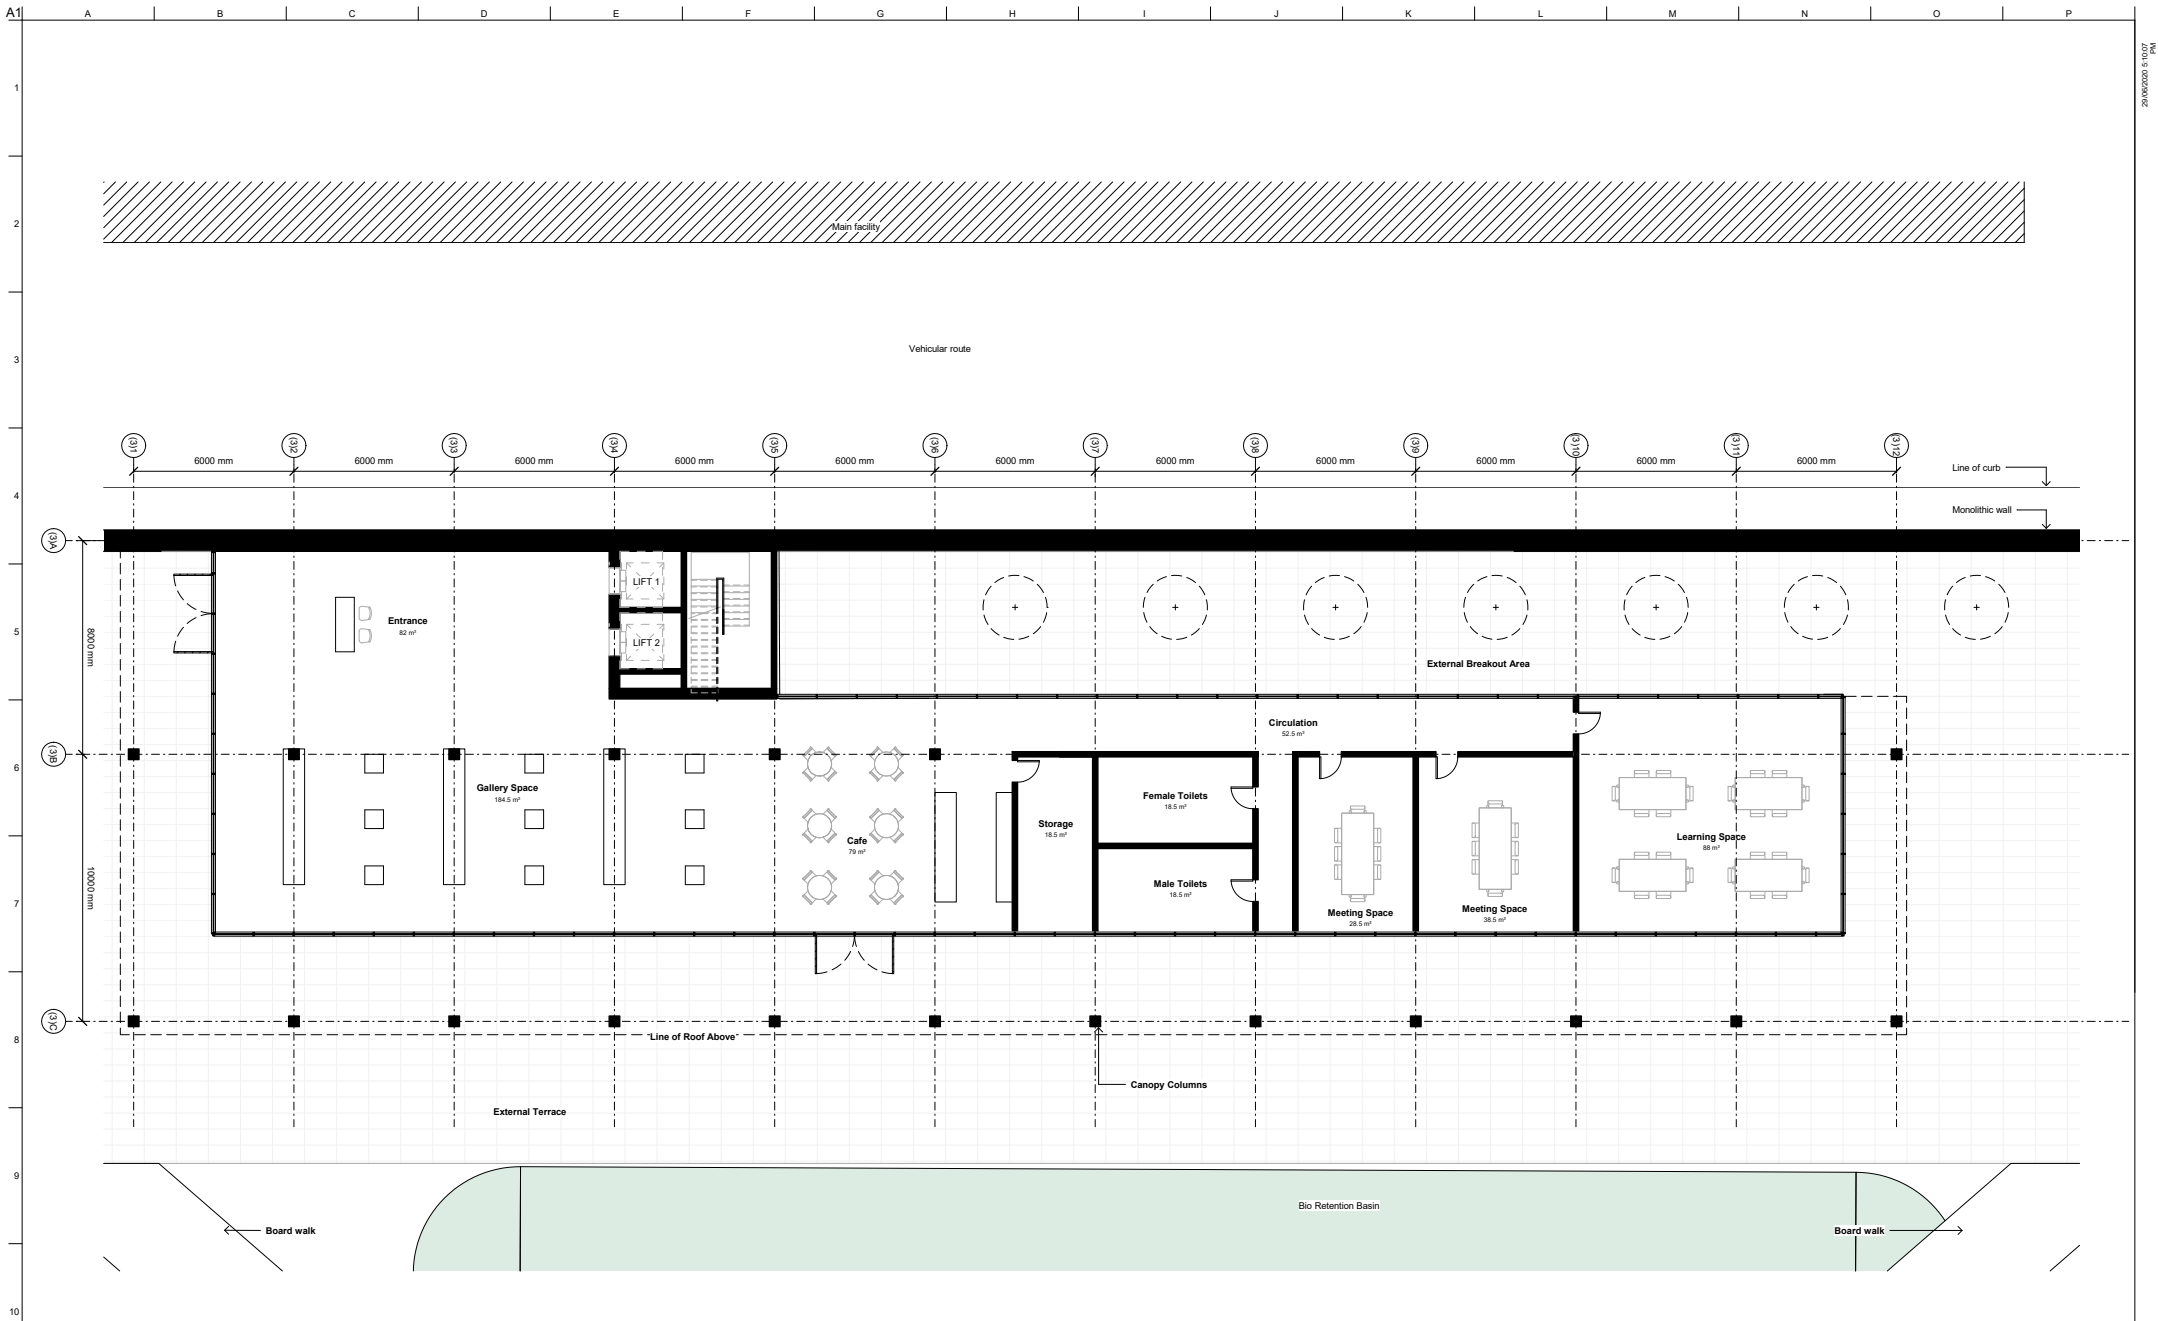 A1
A B C D E F G H I J K L M N O P
29/06/2020 5:10:07
PM
1
2
Main facility
3
Vehicular route
(3)1 (3)2 (3)3 (3)4 (3)5 (3)6 (3)7 (3)8 (3)9 (3)10 (3)11 (3)12
6000 mm 6000 mm 6000 mm 6000 mm 6000 mm 6000 mm 6000 mm 6000 mm 6000 mm 6000 mm 6000 mm
Line of curb
4
Monolithic wall
(3)A
LIFT 1
Entrance
82 m²
5
8000 mm
LIFT 2
External Breakout Area
Circulation
52.5 m²
(3)B
6
Gallery Space
184.5 m²
Female Toilets
18.5 m²
Storage
18.5 m²
Cafe
79 m²
Learning Space
88 m²
10000 mm
Male Toilets
18.5 m²
7
Meeting Space
28.5 m²
Meeting Space
38.5 m²
(3)C
8
Line of Roof Above
Canopy Columns
External Terrace
9
Bio Retention Basin
Board walk
Board walk
10